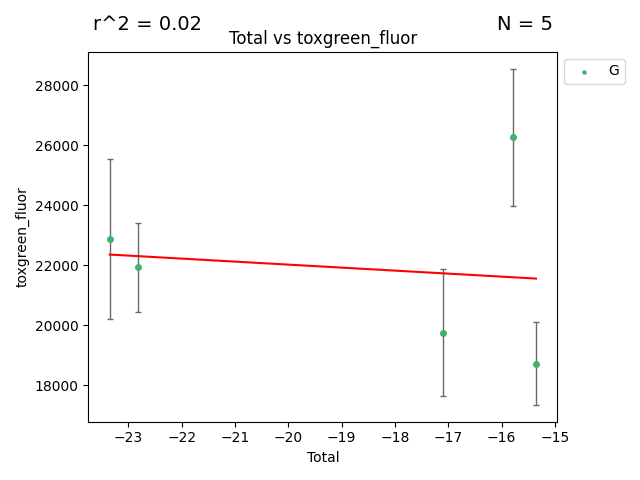 r^2 = 0.02
N = 5
Total vs toxgreen_fluor
G
28000
26000
24000
22000
20000
18000
toxgreen_fluor
−23 −22 −21 −20 −19 −18 −17 −16 −15
Total